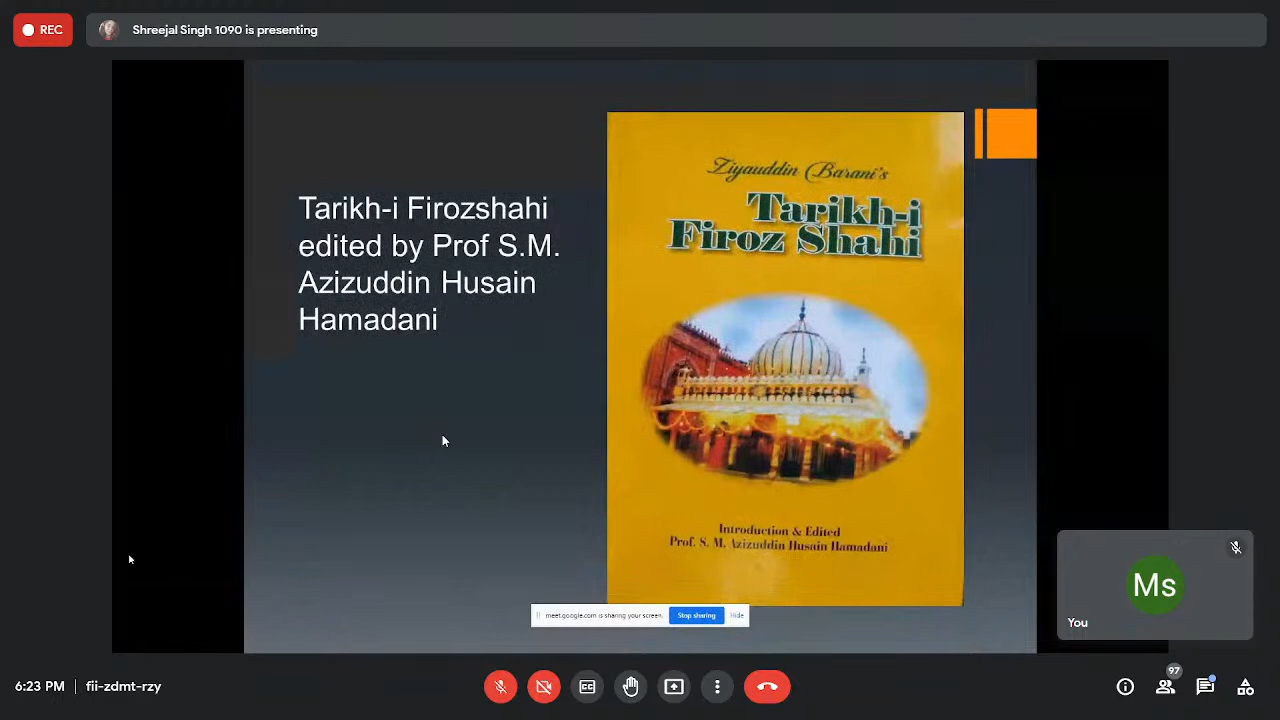 REC
Shreejal Singh 1090 is presenting
Tarikh-i Firozshahi
edited by Prof S.M.
Azizuddin Husain
Hamadani
Ziyauddin Barani's
Tarikh-i
Firoz Shahi
Introduction & Edited
Prof. S. M. Azizuddin Husain Hamadani
meet.google.com is sharing your screen.
Stop sharing
Hide
Ms
You
6:23 PM
fii-zdmt-rzy
CC
97